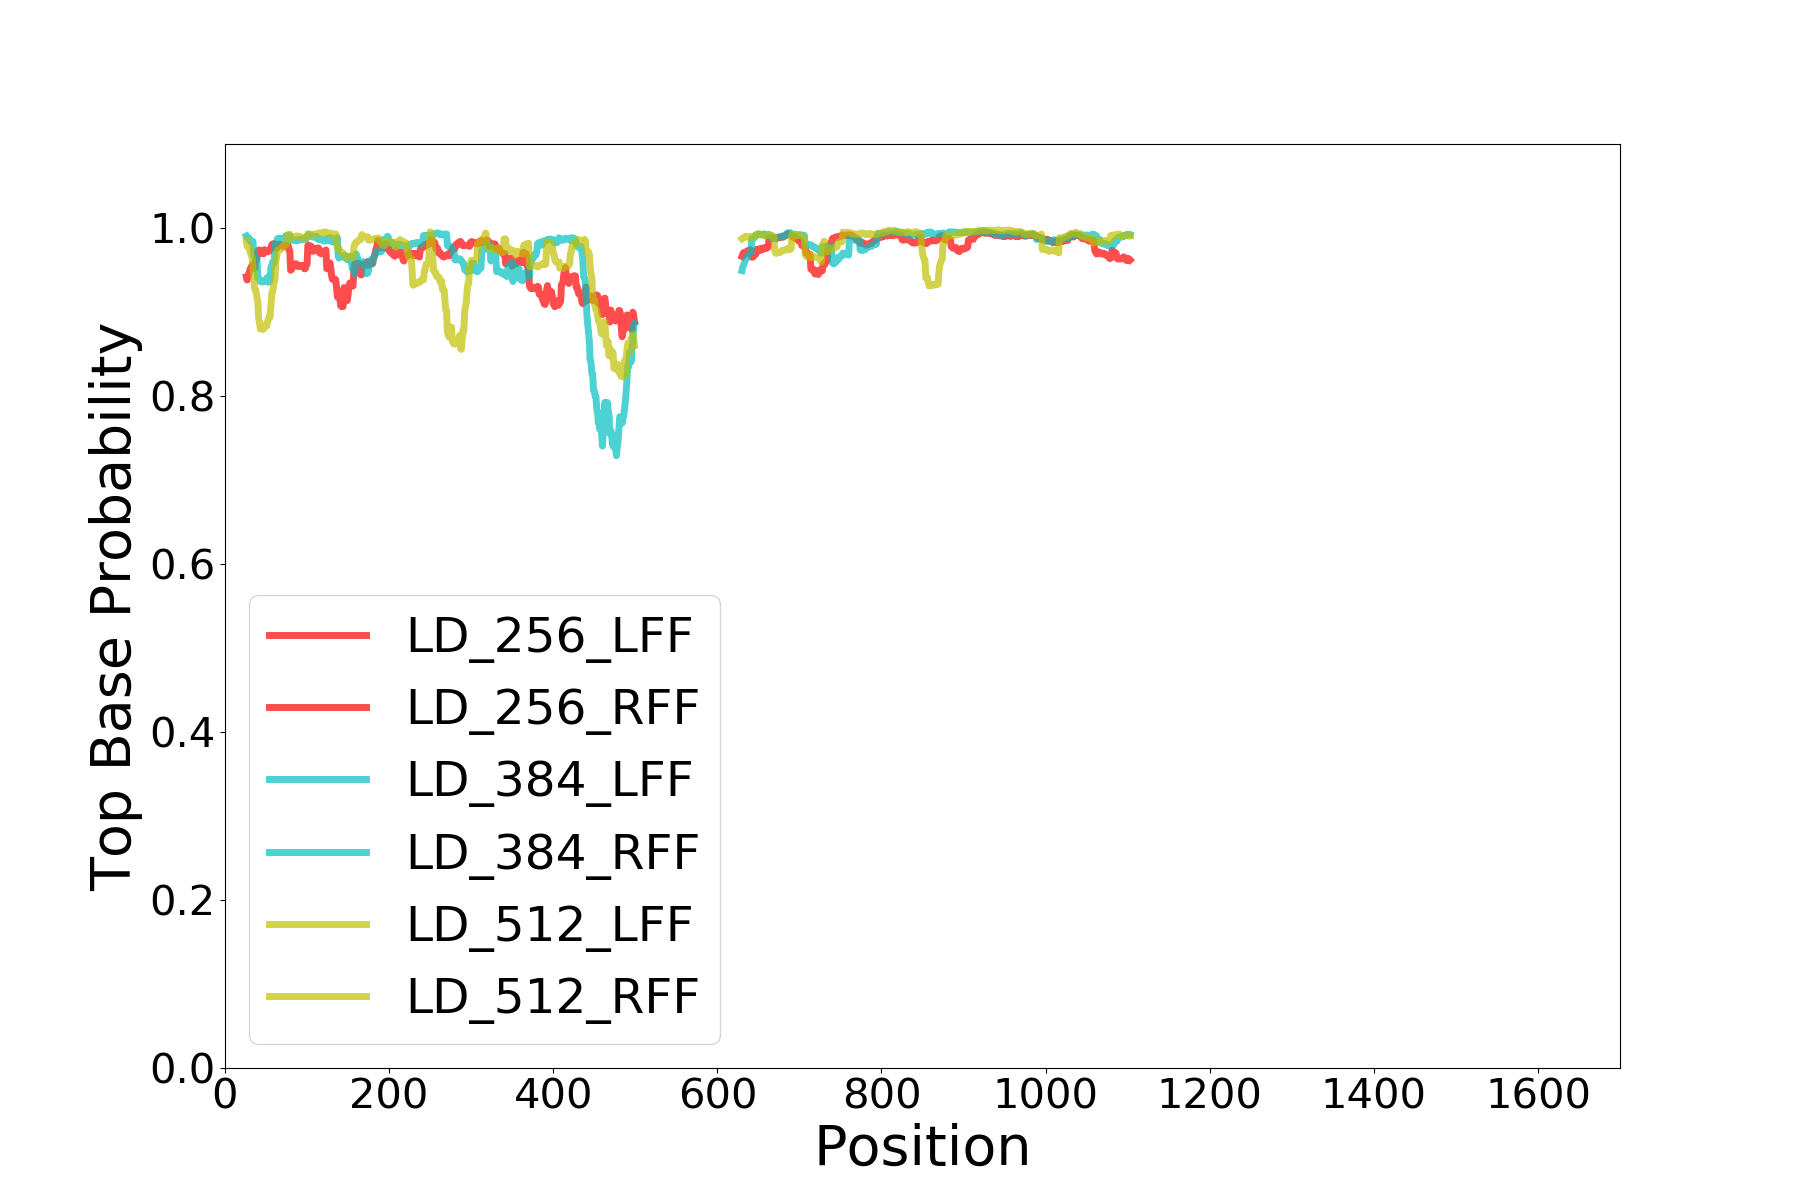 Top Base Probability
1.0
0.8
0.6
0.4
0.2
0.0
LD_256_LFF
LD_256_RFF
LD_384_LFF
LD_384_RFF
LD_512_LFF
LD_512_RFF
0 200 400 600 800 1000 1200 1400 1600
Position